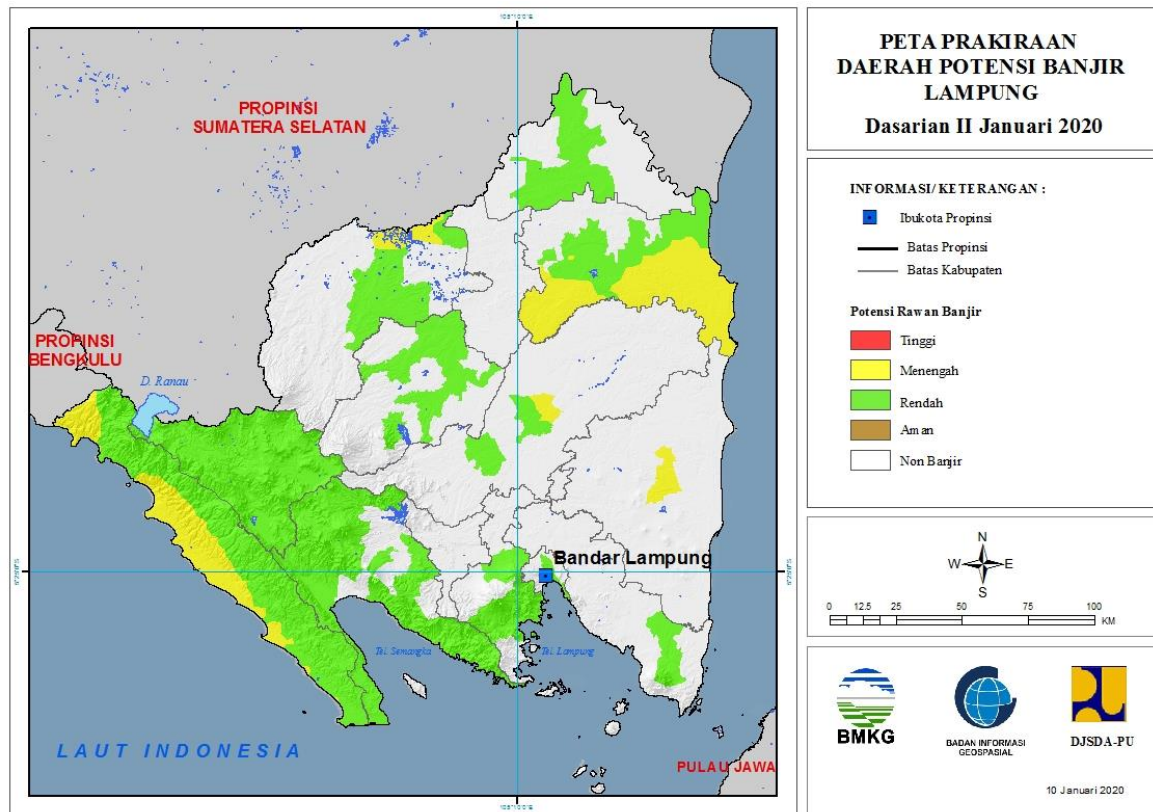 PROPINSI
SUMATERA SELATAN
PROPINSI
BENGKULU
D. Ranau
Bandar Lampung
Tel. Semangka
Tel. Lampung
LAUT INDONESIA
PULAU JAWA
PETA PRAKIRAAN
DAERAH POTENSI BANJIR
LAMPUNG
Dasarian II Januari 2020
INFORMASI/ KETERANGAN :
Ibukota Propinsi
Batas Propinsi
Batas Kabupaten
Potensi Rawan Banjir
Tinggi
Menengah
Rendah
Aman
Non Banjir
N
W E
S
0 12.5 25 50 75 100
KM
BMKG
BADAN INFORMASI
GEOSPASIAL
DJSDA-PU
10 Januari 2020